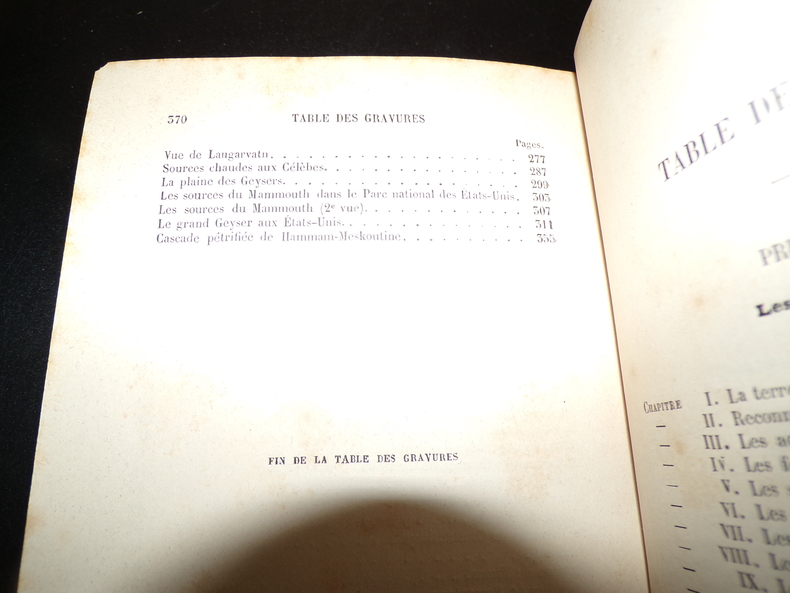 370
TABLE DES GRAVURES
Pages.
Vue de Laugarvatn. . . . . . . . . . . . . . . . . . . . 277
Sources chaudes aux Célèbes. . . . . . . . . . . . . . . . 287
La plaine des Geysers. . . . . . . . . . . . . . . . . . . 299
Les sources du Mammouth dans le Parc national des États-Unis. 303
Les sources du Mammouth (2e vue). . . . . . . . . . . . . 307
Le grand Geyser aux États-Unis. . . . . . . . . . . . . . 311
Cascade pétrifiée de Hammam-Meskoutine. . . . . . . . . . 333
FIN DE LA TABLE DES GRAVURES
TABLE DE
PR
Les
CHAPITRE I. La terr
— II. Reconn
— III. Les a
— IV. Les
— V. Les
— VI. Les
— VII. Les
— VIII. Le
— IX. L